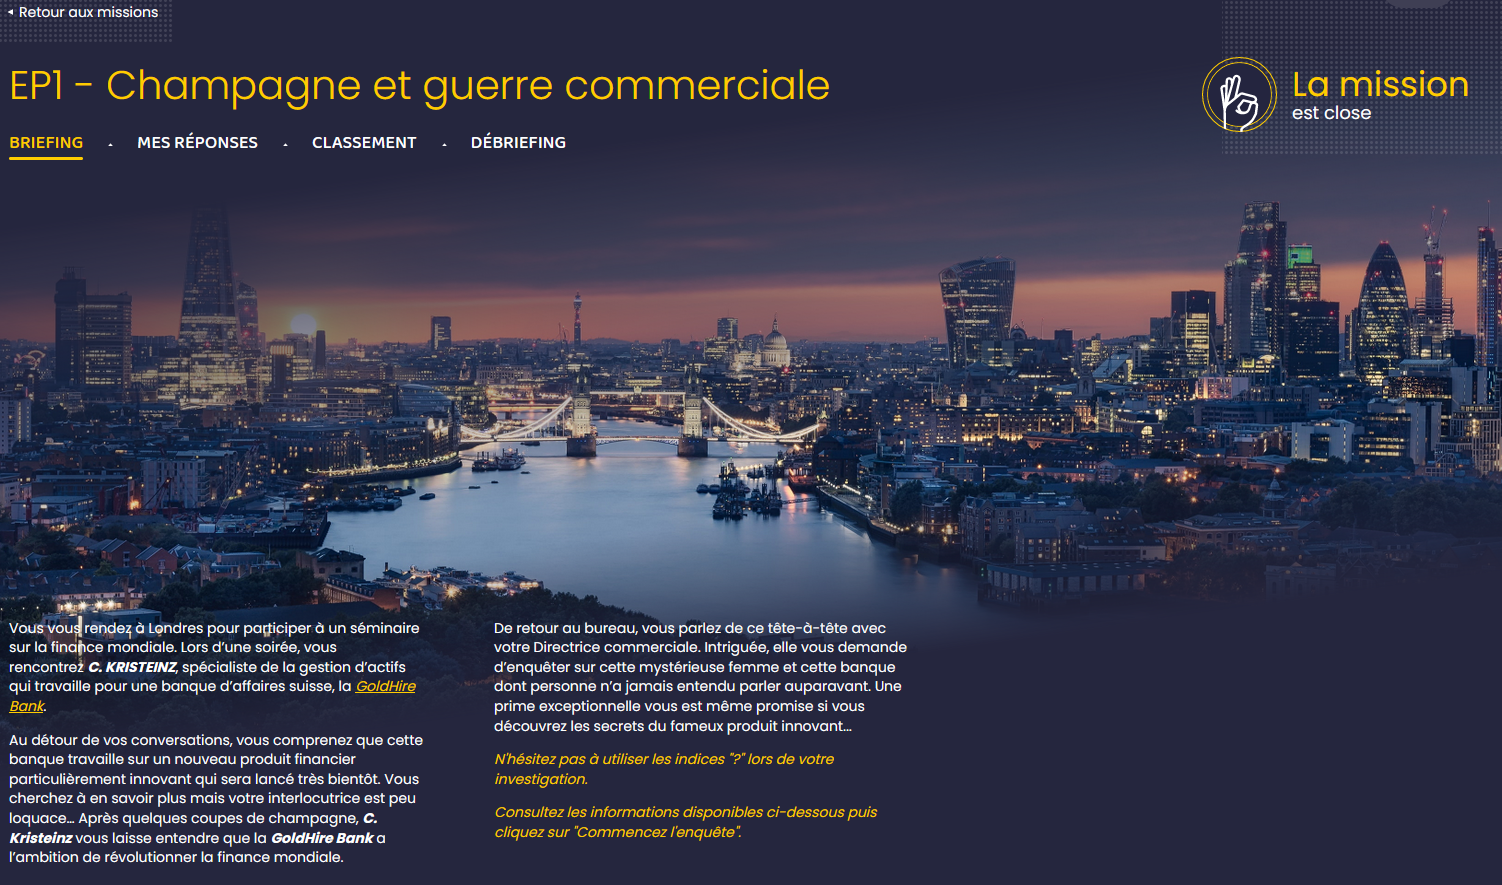 Retour aux missions
EP1 - Champagne et guerre commerciale
La mission
est close
BRIEFING
MES RÉPONSES
CLASSEMENT
DÉBRIEFING
Vous vous rendez à Londres pour participer à un séminaire
sur la finance mondiale. Lors d’une soirée, vous
rencontrez C. KRISTEINZ, spécialiste de la gestion d’actifs
qui travaille pour une banque d’affaires suisse, la GoldHire
Bank.
Au détour de vos conversations, vous comprenez que cette
banque travaille sur un nouveau produit financier
particulièrement innovant qui sera lancé très bientôt. Vous
cherchez à en savoir plus mais votre interlocutrice est peu
loquace... Après quelques coupes de champagne, C.
Kristeinz vous laisse entendre que la GoldHire Bank a
l’ambition de révolutionner la finance mondiale.
De retour au bureau, vous parlez de ce tête-à-tête avec
votre Directrice commerciale. Intriguée, elle vous demande
d’enquêter sur cette mystérieuse femme et cette banque
dont personne n’a jamais entendu parler auparavant. Une
prime exceptionnelle vous est même promise si vous
découvrez les secrets du fameux produit innovant...
N'hésitez pas à utiliser les indices "?" lors de votre
investigation.
Consultez les informations disponibles ci-dessous puis
cliquez sur "Commencez l'enquête".